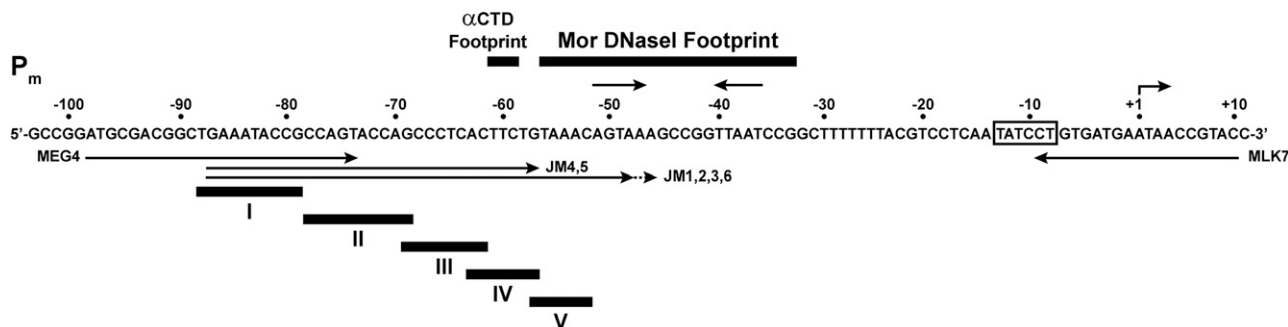 αCTD
Footprint
Mor DNaseI Footprint
Pm
-100 -90 -80 -70 -60 -50 -40 -30 -20 -10 +1 +10
5'-GCCGGATGCGACGGCTGAAATACCGCCAGTACCAGCCCTCACTTCTGTAAACAGTAAAGCCGGTTAATCCGGCTTTTTTTACGTCCTCAATATCCTGTGATGAATAACCGTACC-3'
MEG4 MLK7
JM4,5
JM1,2,3,6
I
II
III
IV
V